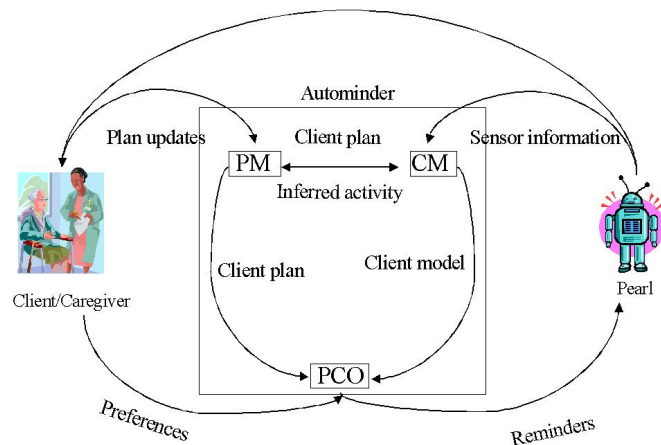 Autominder
Plan updates
Client plan
Sensor information
PM
CM
Inferred activity
Client plan
Client model
Client/Caregiver
Pearl
PCO
Preferences
Reminders